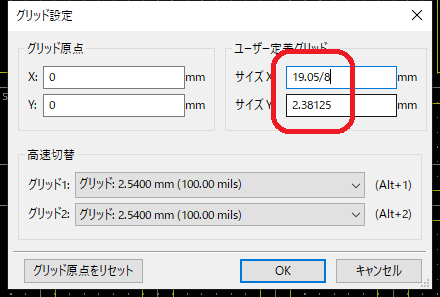 グリッド設定
グリッド原点
X: 0 mm
Y: 0 mm
ユーザー定義グリッド
サイズ X 19.05/8 mm
サイズ Y 2.38125 mm
高速切替
グリッド1: グリッド: 2.5400 mm (100.00 mils) (Alt+1)
グリッド2: グリッド: 2.5400 mm (100.00 mils) (Alt+2)
グリッド原点をリセット
OK
キャンセル